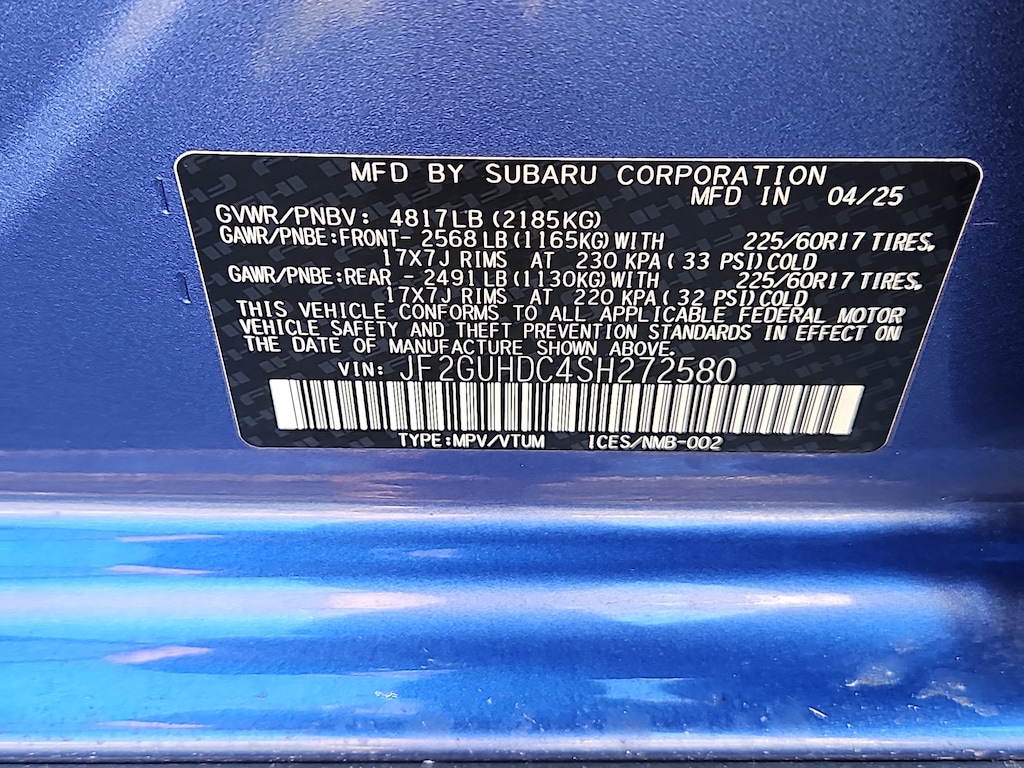 MFD BY SUBARU CORPORATION
MFD IN 04/25
GVWR/PNBV: 4817LB (2185KG)
GAWR/PNBE:FRONT- 2568 LB (1165KG) WITH 225/60R17 TIRES,
17X7J RIMS AT 230 KPA ( 33 PSI) COLD
GAWR/PNBE:REAR - 2491 LB (1130KG) WITH 225/60R17 TIRES,
17X7J RIMS AT 220 KPA ( 32 PSI) COLD
THIS VEHICLE CONFORMS TO ALL APPLICABLE FEDERAL MOTOR
VEHICLE SAFETY AND THEFT PREVENTION STANDARDS IN EFFECT ON
THE DATE OF MANUFACTURE SHOWN ABOVE.
VIN: JF2GUHDC4SH272580
TYPE:MPV/VTUM ICES/NMB-002